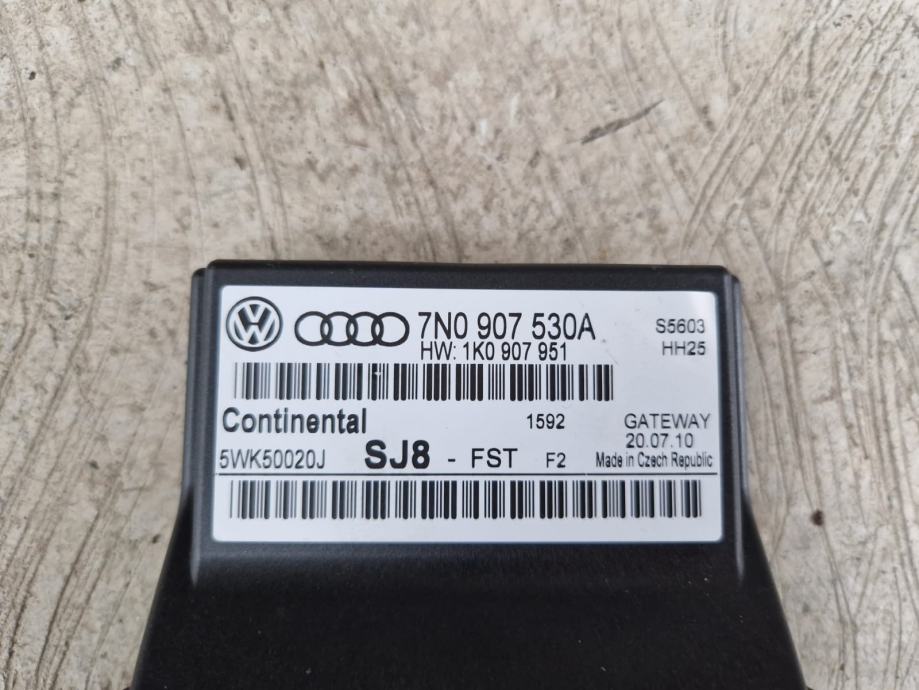 7N0 907 530A
S5603
HW: 1K0 907 951
HH25
Continental
1592
GATEWAY
20.07.10
5WK50020J
SJ8 - FST F2
Made in Czech Republic